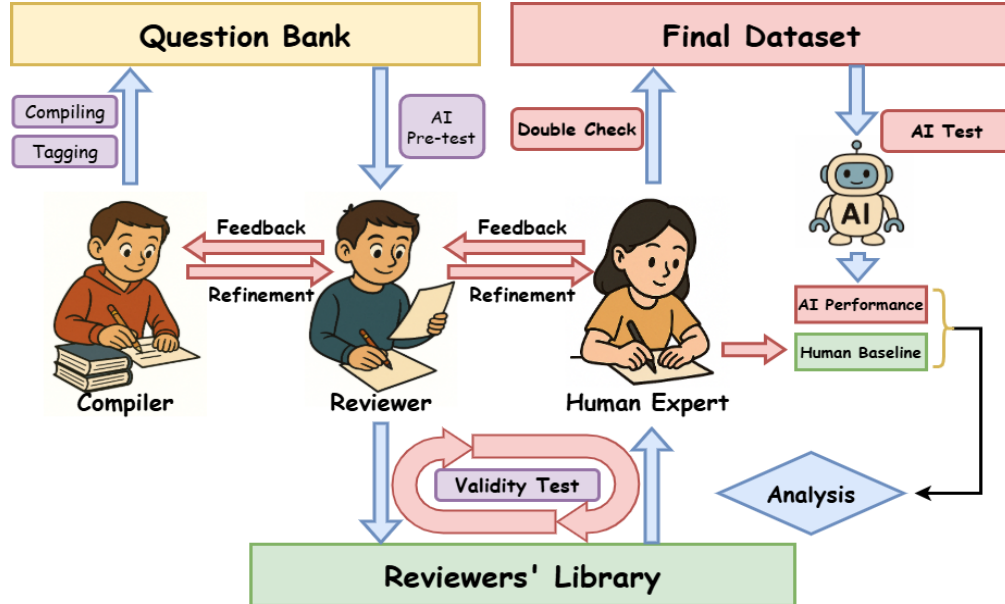 Question Bank
Final Dataset
Compiling
Tagging
AI
Pre-test
Double Check
AI Test
AI
Feedback
Refinement
Feedback
Refinement
AI Performance
Human Baseline
Compiler
Reviewer
Human Expert
Validity Test
Analysis
Reviewers' Library